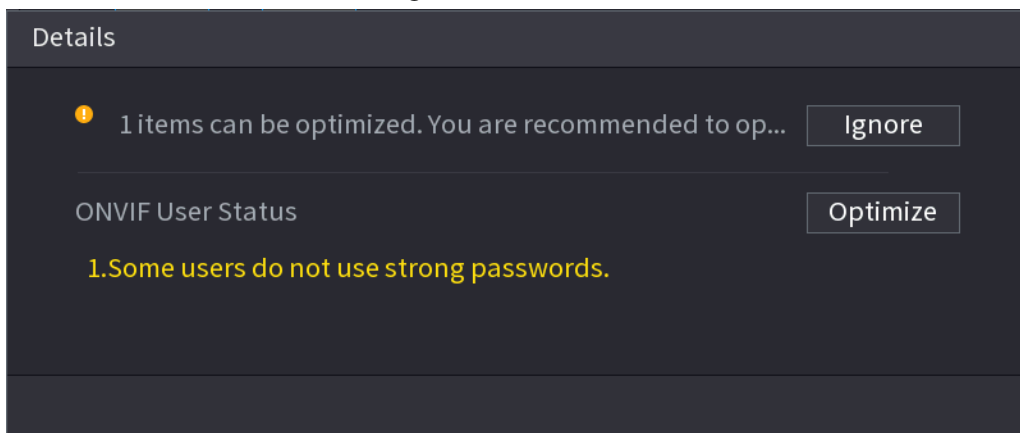 Details
1 items can be optimized. You are recommended to op...
Ignore
ONVIF User Status
Optimize
1.Some users do not use strong passwords.